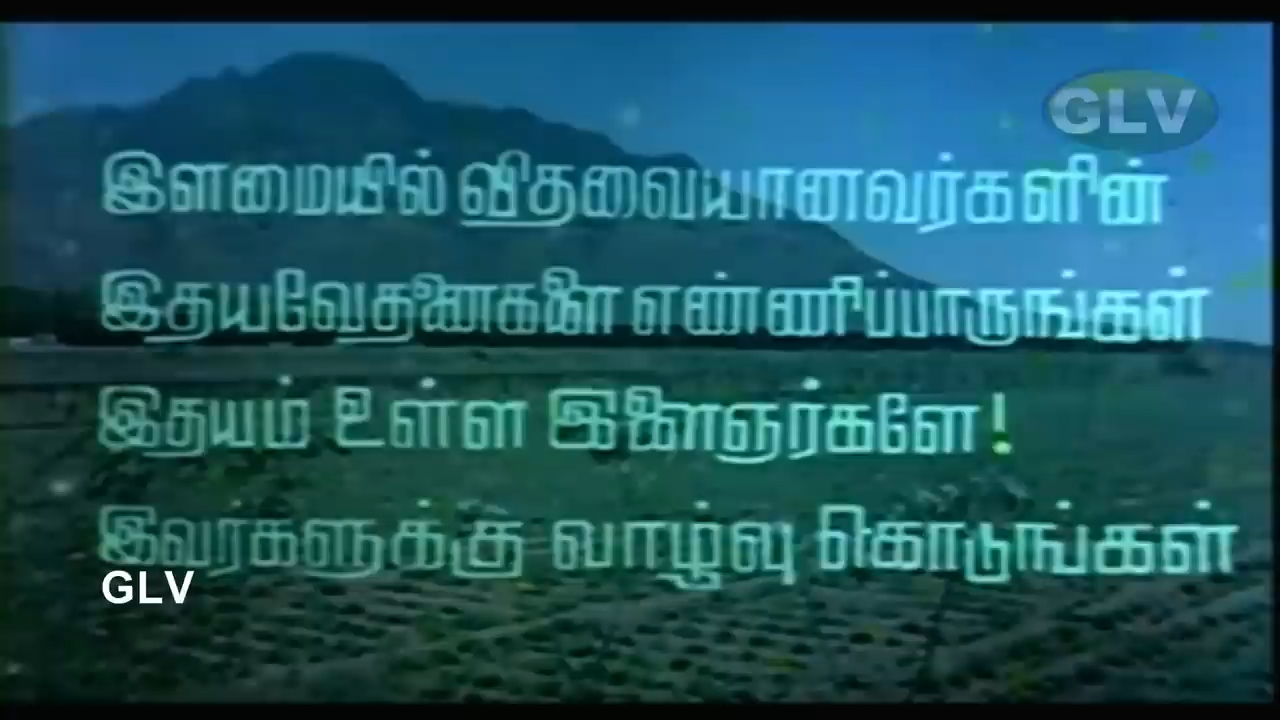 GLV
இளமையில் விதவையானவர்களின்
இதயவேதனைகளை எண்ணிப்பாருங்கள்
இதயம் உள்ள இளைஞர்களே!
இவர்களுக்கு வாழ்வு கொடுங்கள்
GLV